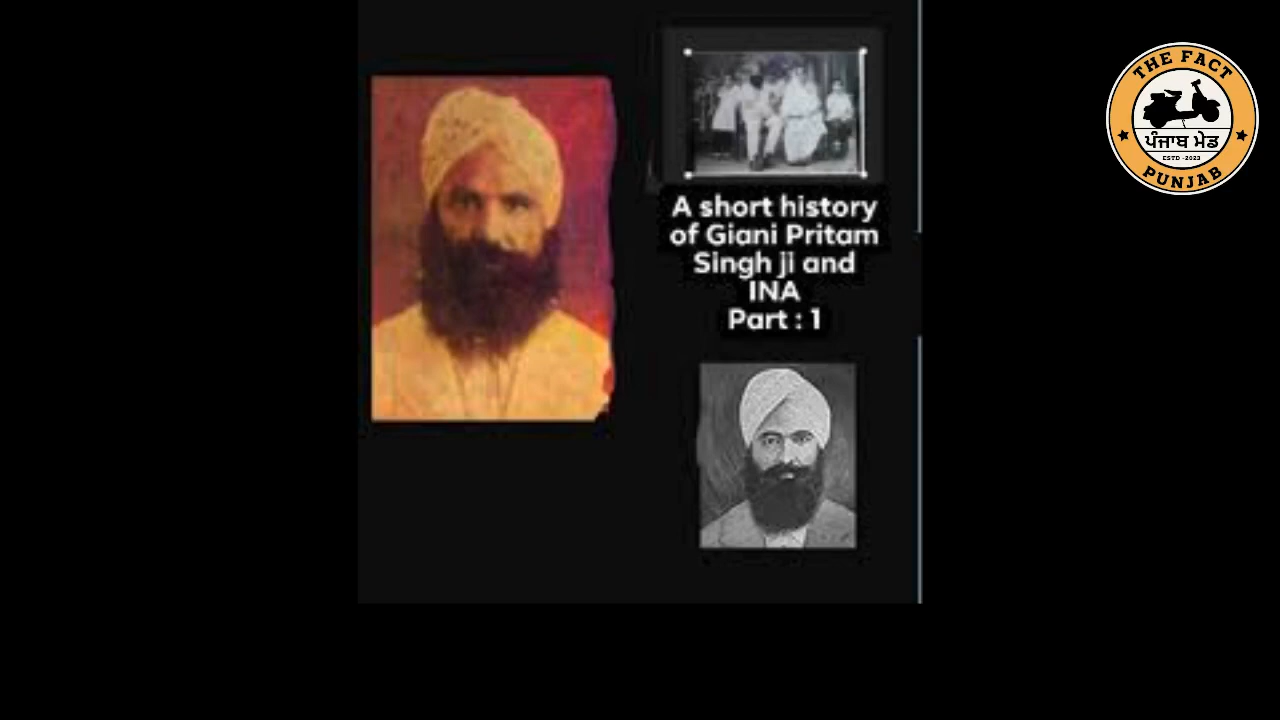 A short history
of Giani Pritam
Singh ji and
INA
Part : 1
THE FACT
ਪੰਜਾਬ ਮੇਡ
ESTD -2023
PUNJAB